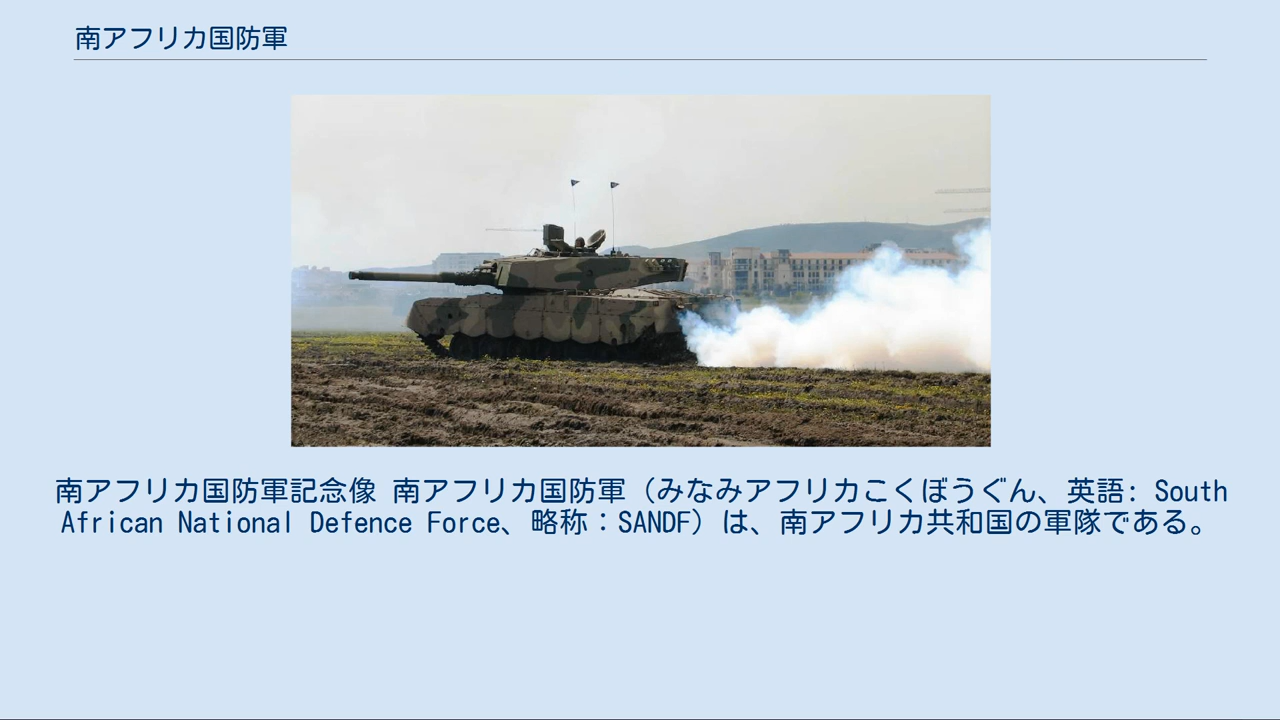 南アフリカ国防軍
南アフリカ国防軍記念像 南アフリカ国防軍（みなみアフリカこくぼうぐん、英語: South
African National Defence Force、略称：SANDF）は、南アフリカ共和国の軍隊である。